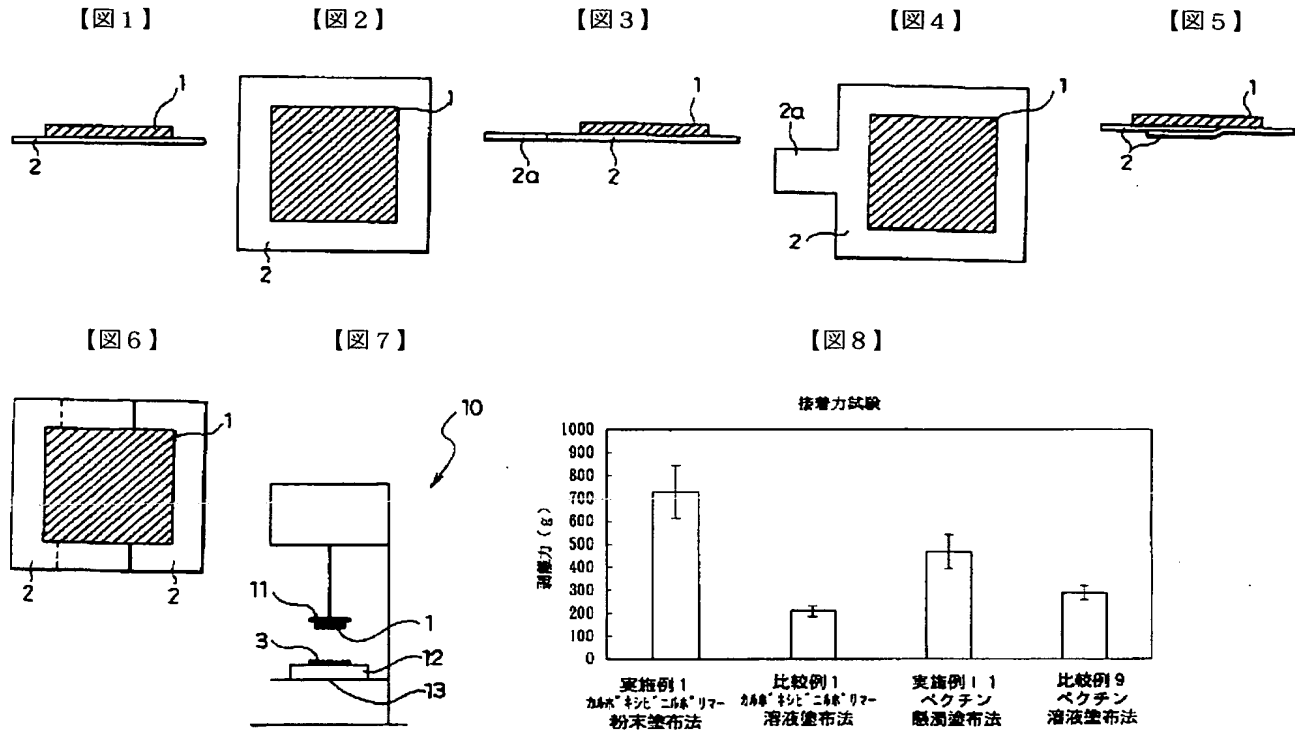 【図1】
【図2】
【図3】
【図4】
【図5】
1
2
1
2
1
2
2a
1
2a
2
1
2
【図6】
【図7】
【図8】
1
2
2
10
11
1
3
12
13
接着力試験
剥離力(g)
1000
900
800
700
600
500
400
300
200
100
0
実施例1
カルボキシビニルポリマー
粉末塗布法
比較例1
カルボキシビニルポリマー
溶液塗布法
実施例11
ペクチン
懸濁塗布法
比較例9
ペクチン
溶液塗布法